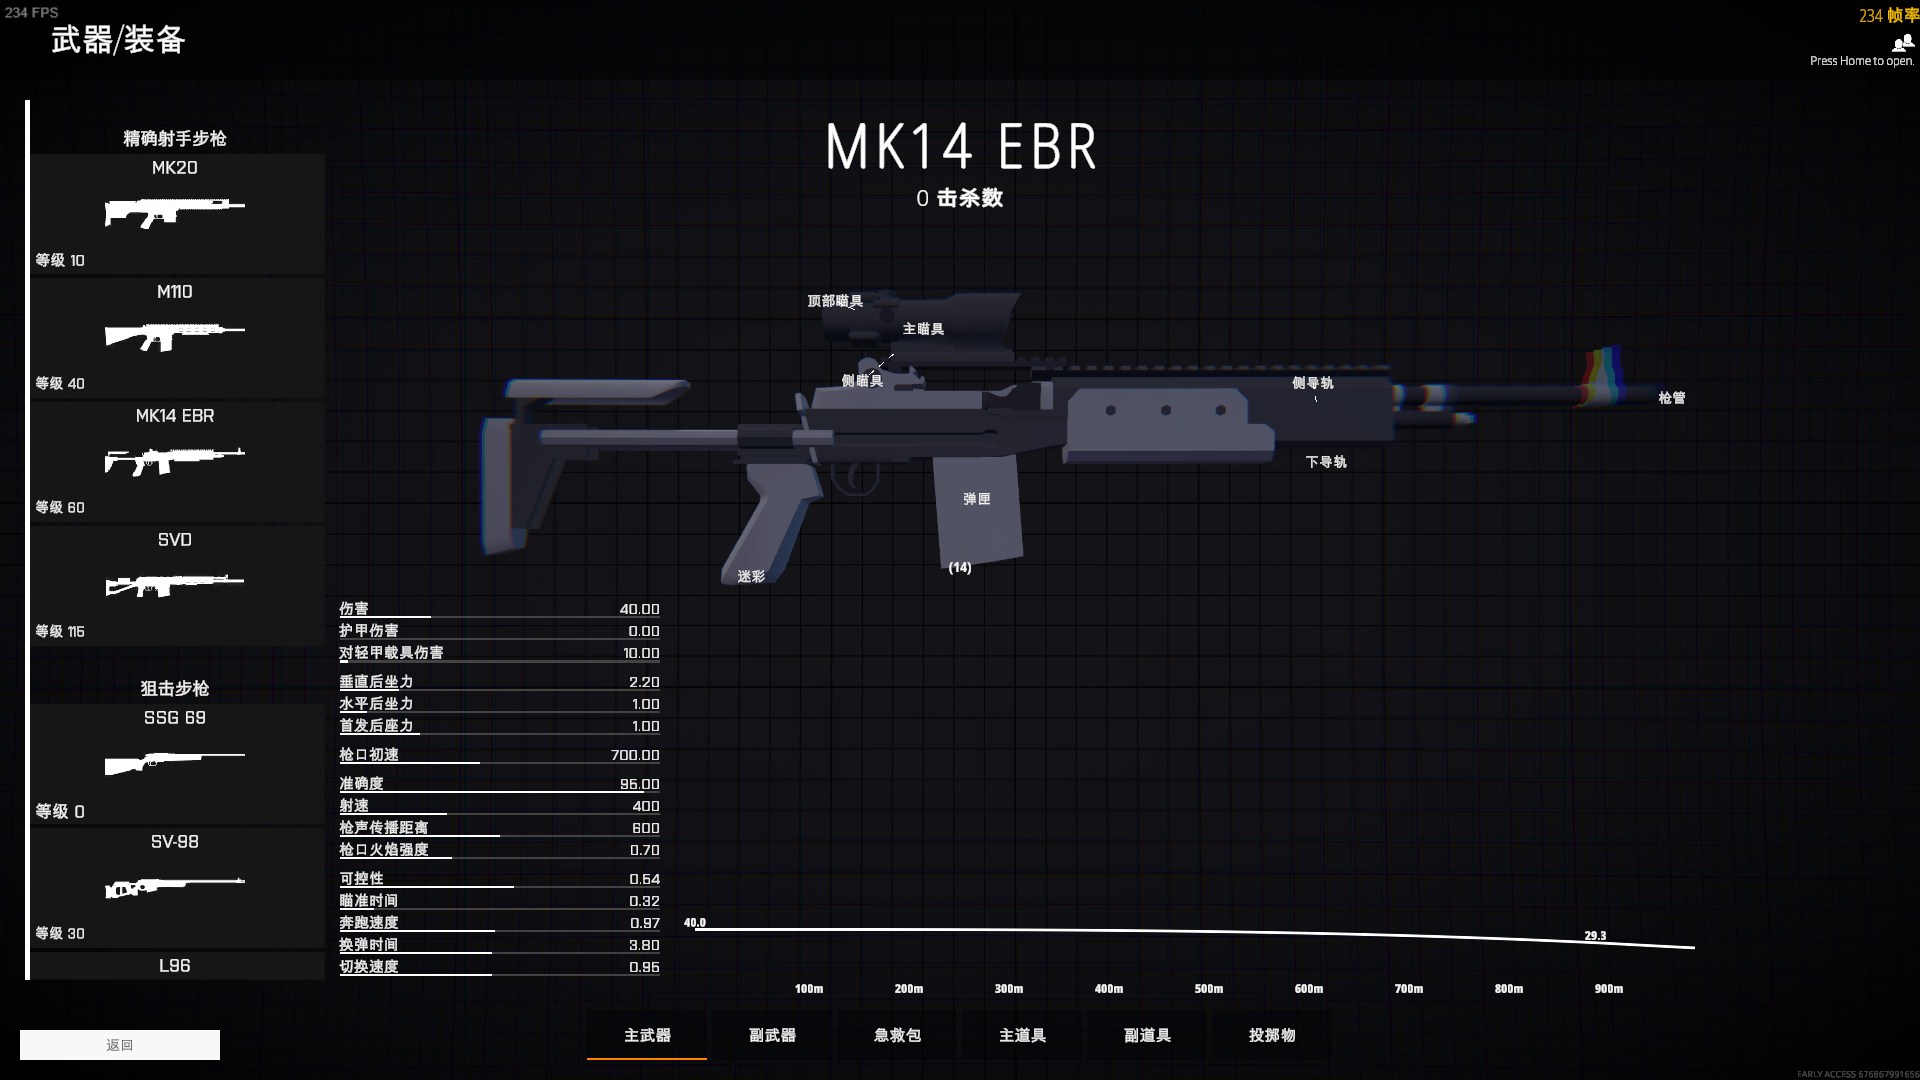 234 FPS
武器/装备
234 帧率
Press Home to open.
精确射手步枪
MK20
等级 10
M110
等级 40
MK14 EBR
等级 60
SVD
等级 115
狙击步枪
SSG 69
等级 0
SV-98
等级 30
L96
返回
MK14 EBR
0 击杀数
顶部瞄具
主瞄具
侧瞄具
侧导轨
枪管
下导轨
弹匣
(14)
迷彩
伤害 40.00
护甲伤害 0.00
对轻甲载具伤害 10.00
垂直后坐力 2.20
水平后坐力 1.00
首发后座力 1.00
枪口初速 700.00
准确度 95.00
射速 400
枪声传播距离 600
枪口火焰强度 0.70
可控性 0.54
瞄准时间 0.32
奔跑速度 0.97
换弹时间 3.80
切换速度 0.95
40.0
29.3
100m 200m 300m 400m 500m 600m 700m 800m 900m
主武器 副武器 急救包 主道具 副道具 投掷物
EARLY ACCESS 676867991656